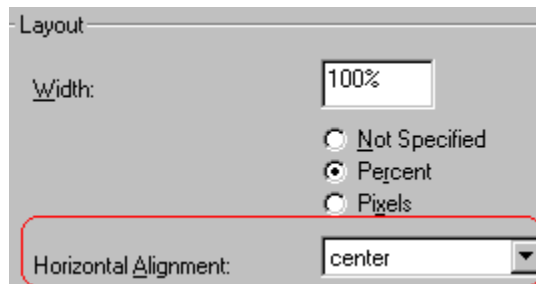 Layout
Width:
100%
Not Specified
Percent
Pixels
Horizontal Alignment:
center